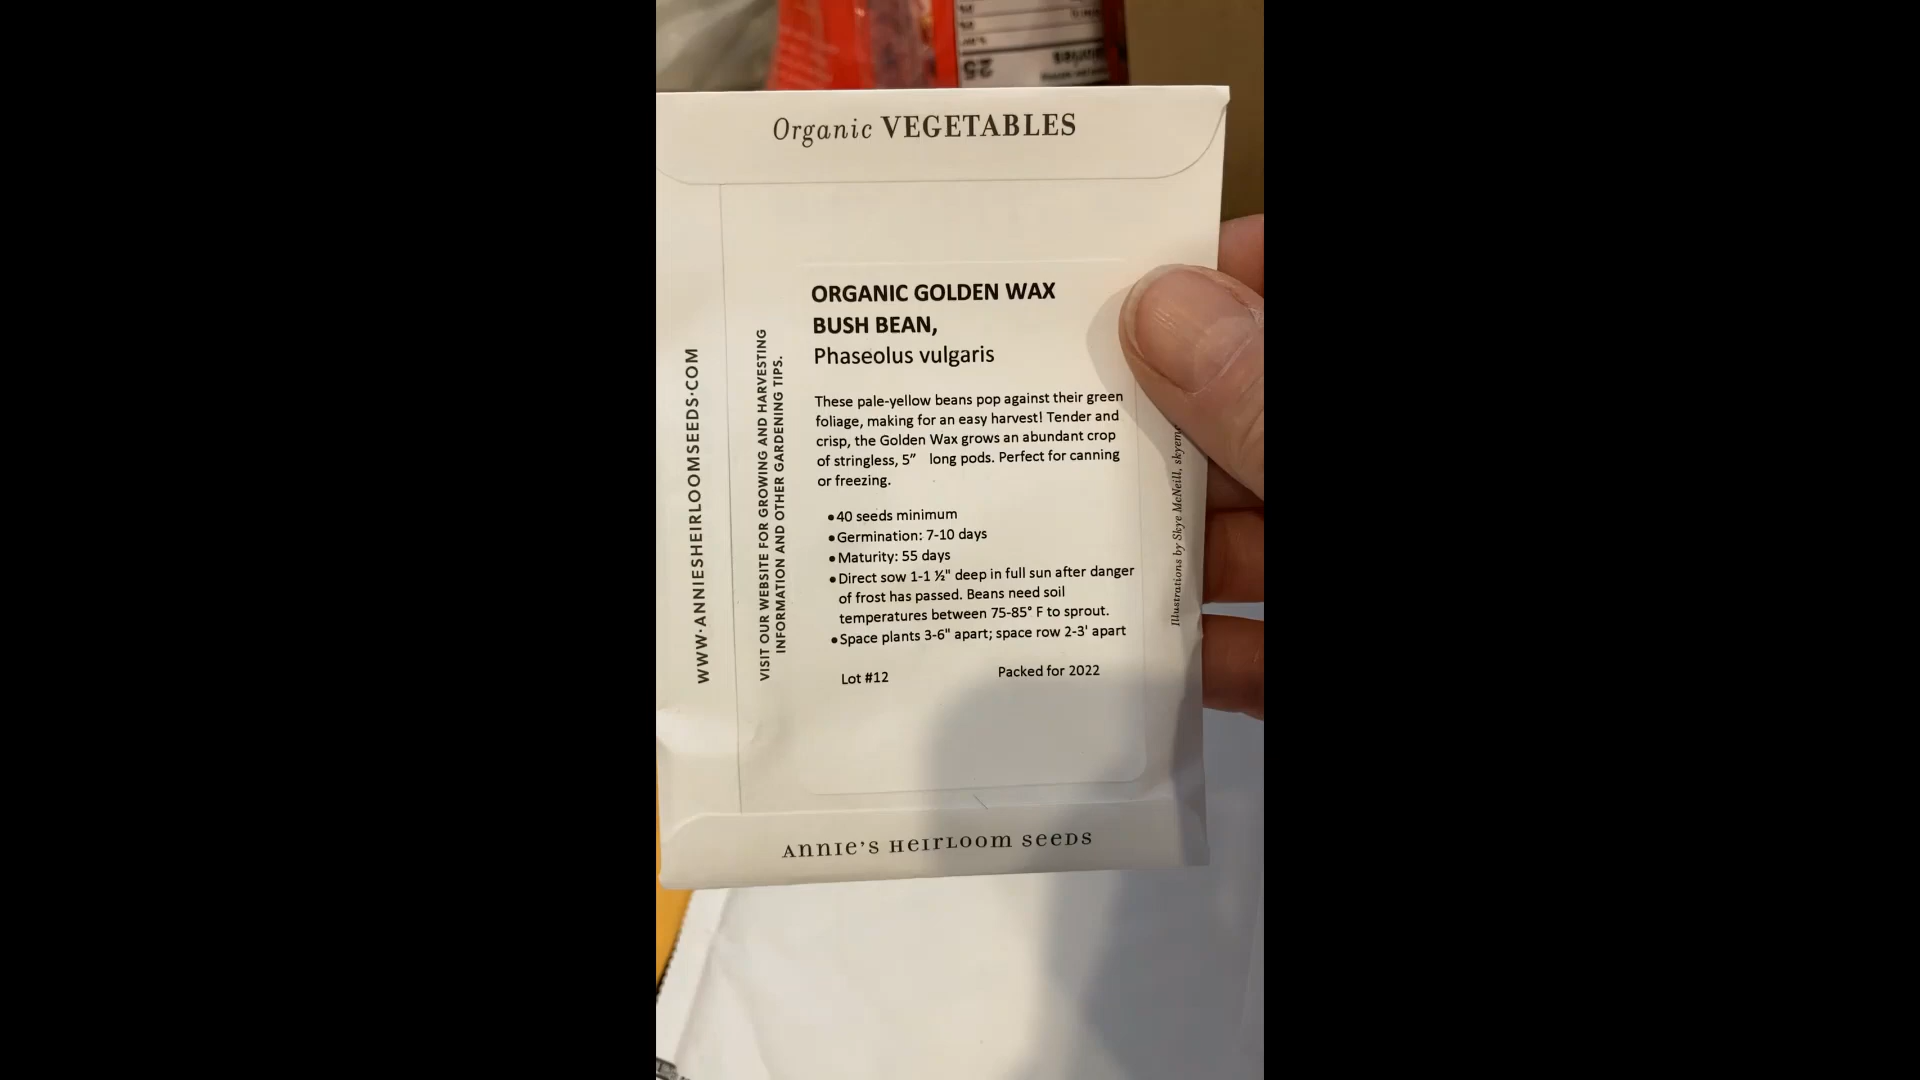 Organic VEGETABLES
ORGANIC GOLDEN WAX
BUSH BEAN,
Phaseolus vulgaris
These pale-yellow beans pop against their green
foliage, making for an easy harvest! Tender and
crisp, the Golden Wax grows an abundant crop
of stringless, 5” long pods. Perfect for canning
or freezing.
•40 seeds minimum
•Germination: 7-10 days
•Maturity: 55 days
•Direct sow 1-1 ½" deep in full sun after danger
of frost has passed. Beans need soil
temperatures between 75-85° F to sprout.
•Space plants 3-6" apart; space row 2-3' apart
Lot #12 Packed for 2022
ANNIE'S HEIRLOOM SEEDS
WWW·ANNIESHEIRLOOMSEEDS·COM
VISIT OUR WEBSITE FOR GROWING AND HARVESTING
INFORMATION AND OTHER GARDENING TIPS.
Illustrations by Skye McNeill,
25